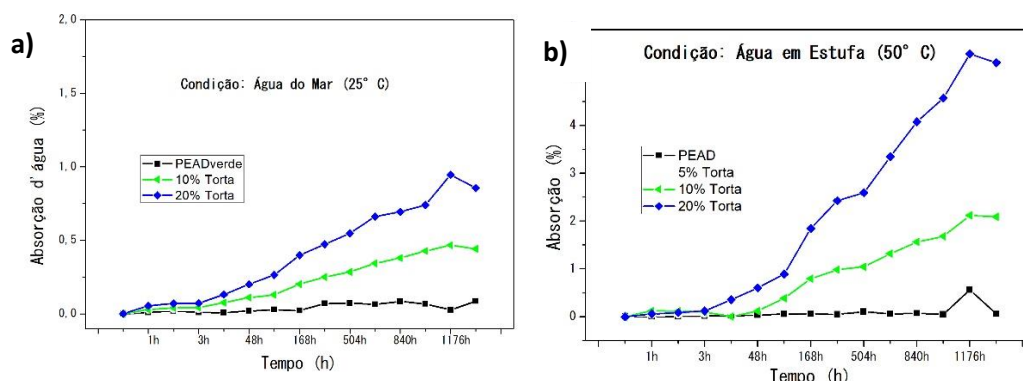 a)
2,0
1,5
1,0
0,5
0,0
Absorção d'água (%)
Condição: Água do Mar (25° C)
PEADverde
10% Torta
20% Torta
1h
3h
48h
168h
504h
840h
1176h
Tempo (h)
b)
Condição: Água em Estufa (50° C)
4
3
2
1
0
Absorção (%)
PEAD
5% Torta
10% Torta
20% Torta
1h
3h
48h
168h
504h
840h
1176h
Tempo (h)